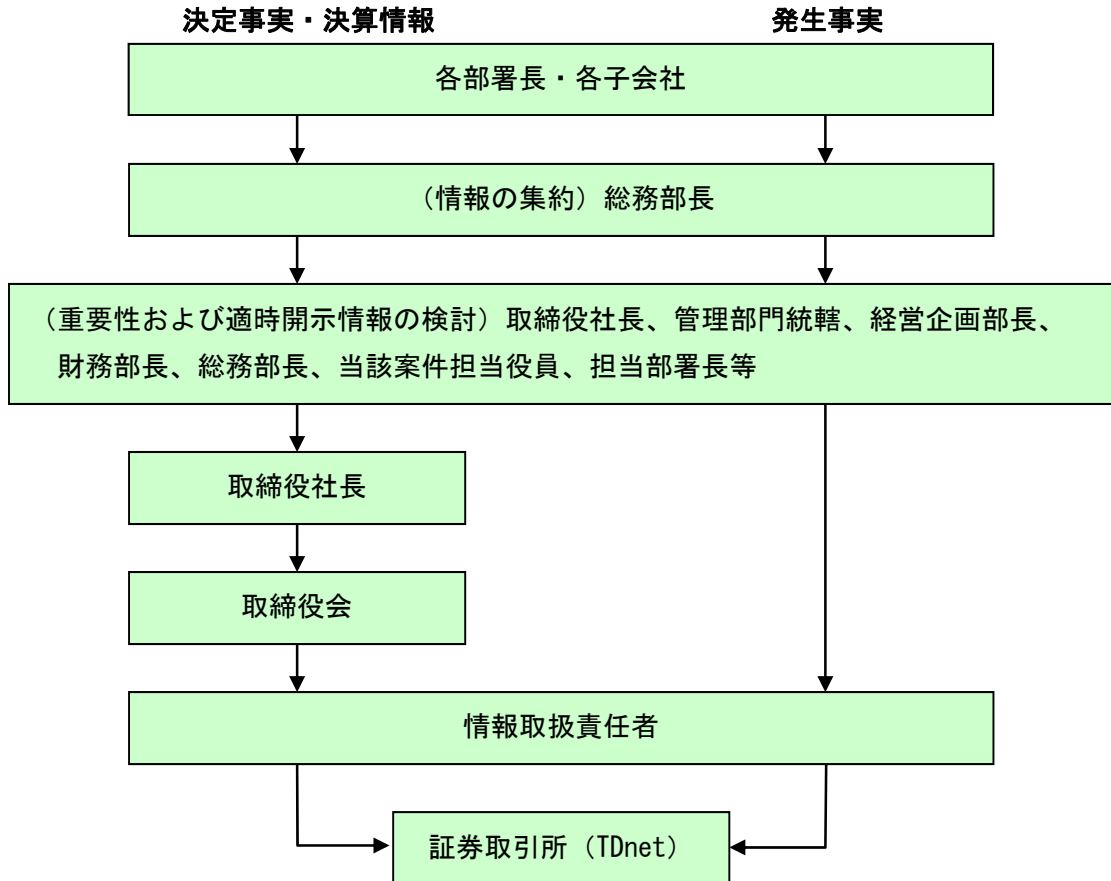 決定事実・決算情報
発生事実
各部署長・各子会社
（情報の集約）総務部長
（重要性および適時開示情報の検討）取締役社長、管理部門統轄、経営企画部長、
財務部長、総務部長、当該案件担当役員、担当部署長等
取締役社長
取締役会
情報取扱責任者
証券取引所（TDnet）